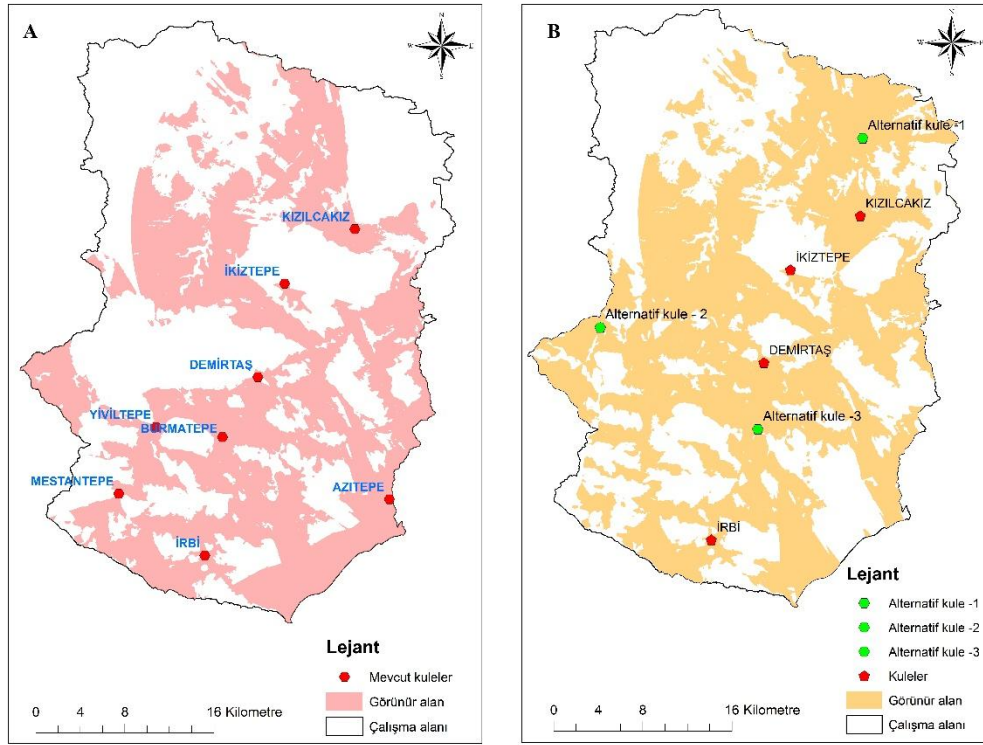 A
N
W
E
S
KIZILCAKIZ
İKİZTEPE
DEMİRTAŞ
YİVİLTEPE
BURMATEPE
MESTANTEPE
AZITEPE
İRBİ
Lejant
Mevcut kuleler
Görünür alan
Çalışma alanı
0 4 8 16 Kilometre
B
N
W
E
S
Alternatif kule -1
KIZILCAKIZ
İKİZTEPE
Alternatif kule - 2
DEMİRTAŞ
Alternatif kule -3
İRBİ
Lejant
Alternatif kule -1
Alternatif kule -2
Alternatif kule -3
Kuleler
Görünür alan
Çalışma alanı
0 4 8 16 Kilometre